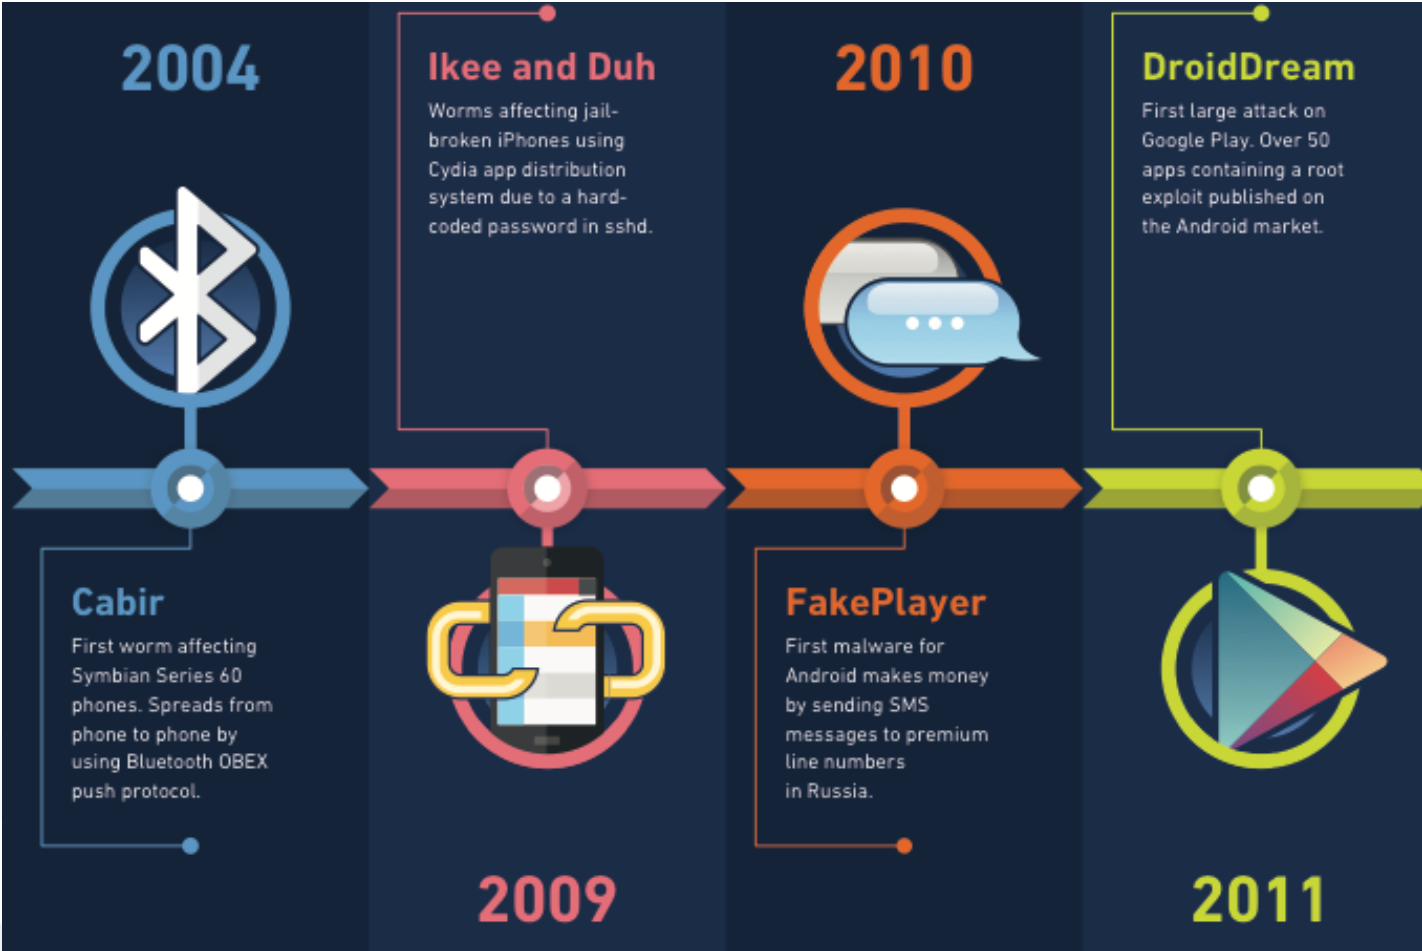 2004
Cabir
First worm affecting
Symbian Series 60
phones. Spreads from
phone to phone by
using Bluetooth OBEX
push protocol.
Ikee and Duh
Worms affecting jail-
broken iPhones using
Cydia app distribution
system due to a hard-
coded password in sshd.
2009
2010
FakePlayer
First malware for
Android makes money
by sending SMS
messages to premium
line numbers
in Russia.
DroidDream
First large attack on
Google Play. Over 50
apps containing a root
exploit published on
the Android market.
2011